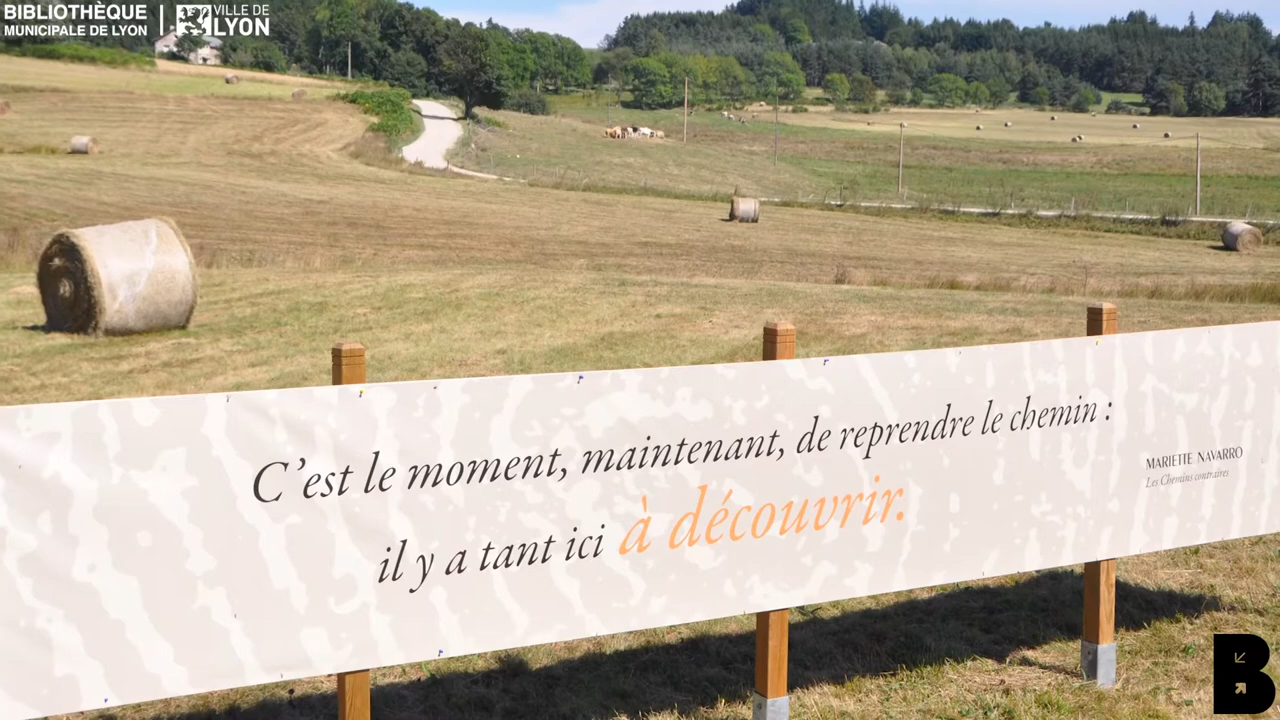 BIBLIOTHÈQUE
MUNICIPALE DE LYON
VILLE DE
LYON
C’est le moment, maintenant, de reprendre le chemin :
il y a tant ici à découvrir.
MARIETTE NAVARRO
Les Chemins contraires
B